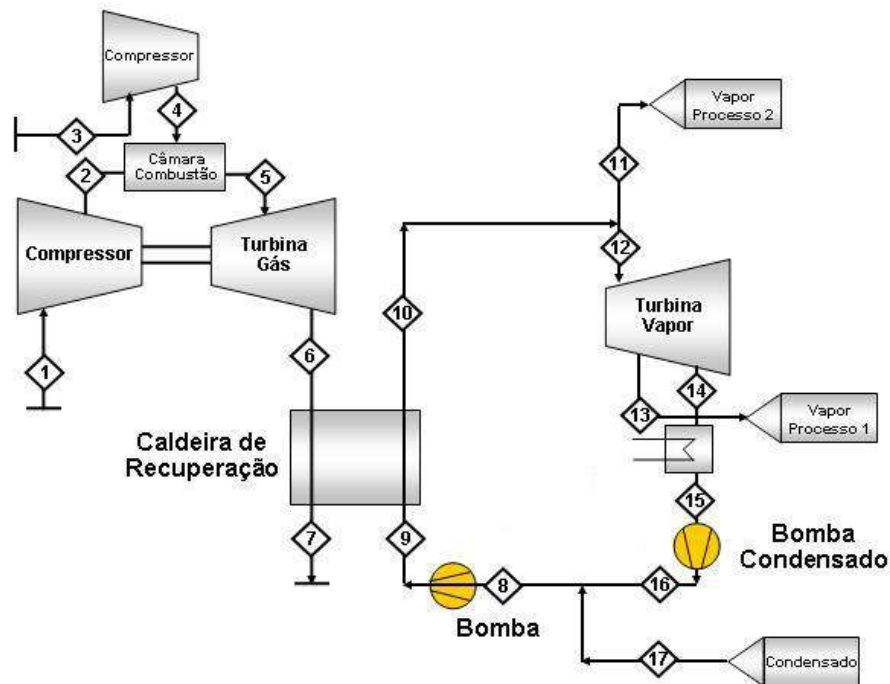 Compressor
4
3
Câmara
Combustão
2
5
Compressor
Turbina
Gás
1
6
Caldeira de
Recuperação
7
10
9
8
Bomba
Vapor
Processo 2
11
12
Turbina
Vapor
14
13
Vapor
Processo 1
15
Bomba
Condensado
16
17
Condensado